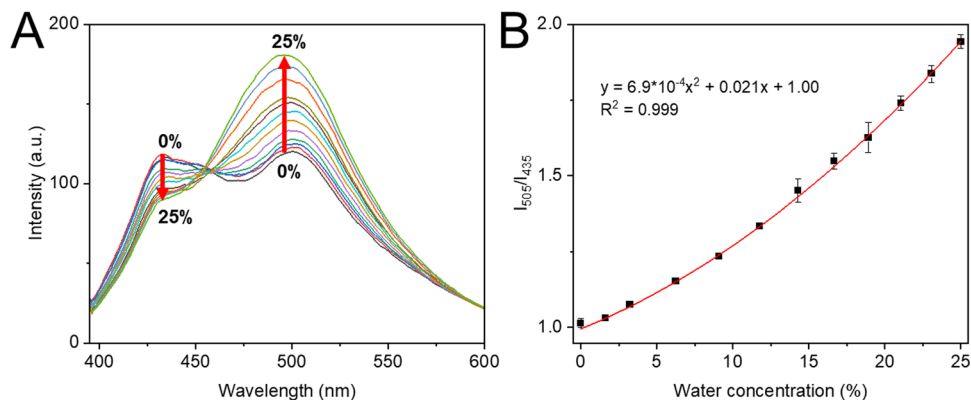 A
200
100
0
Intensity (a.u.)
25%
0%
25%
0%
400
450
500
550
600
Wavelength (nm)
B
2.0
1.5
1.0
I₅₀₅/I₄₃₅
y = 6.9*10⁻⁴x² + 0.021x + 1.00
R² = 0.999
0
5
10
15
20
25
Water concentration (%)